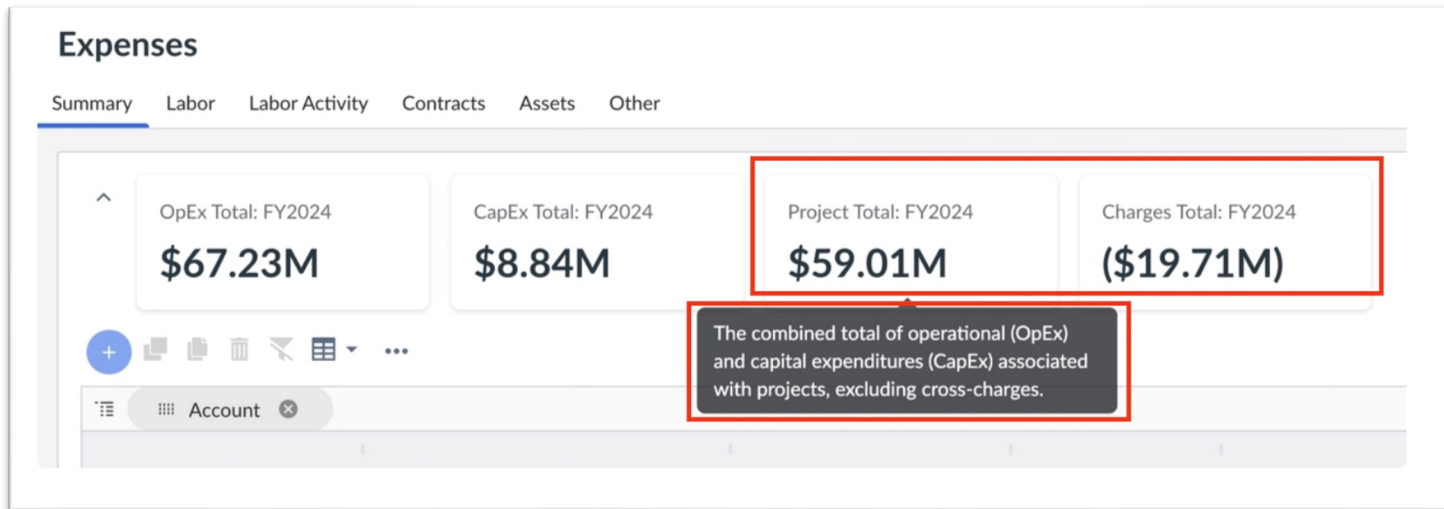 Expenses
Summary Labor Labor Activity Contracts Assets Other
OpEx Total: FY2024
$67.23M
CapEx Total: FY2024
$8.84M
Project Total: FY2024
$59.01M
Charges Total: FY2024
($19.71M)
The combined total of operational (OpEx)
and capital expenditures (CapEx) associated
with projects, excluding cross-charges.
Account